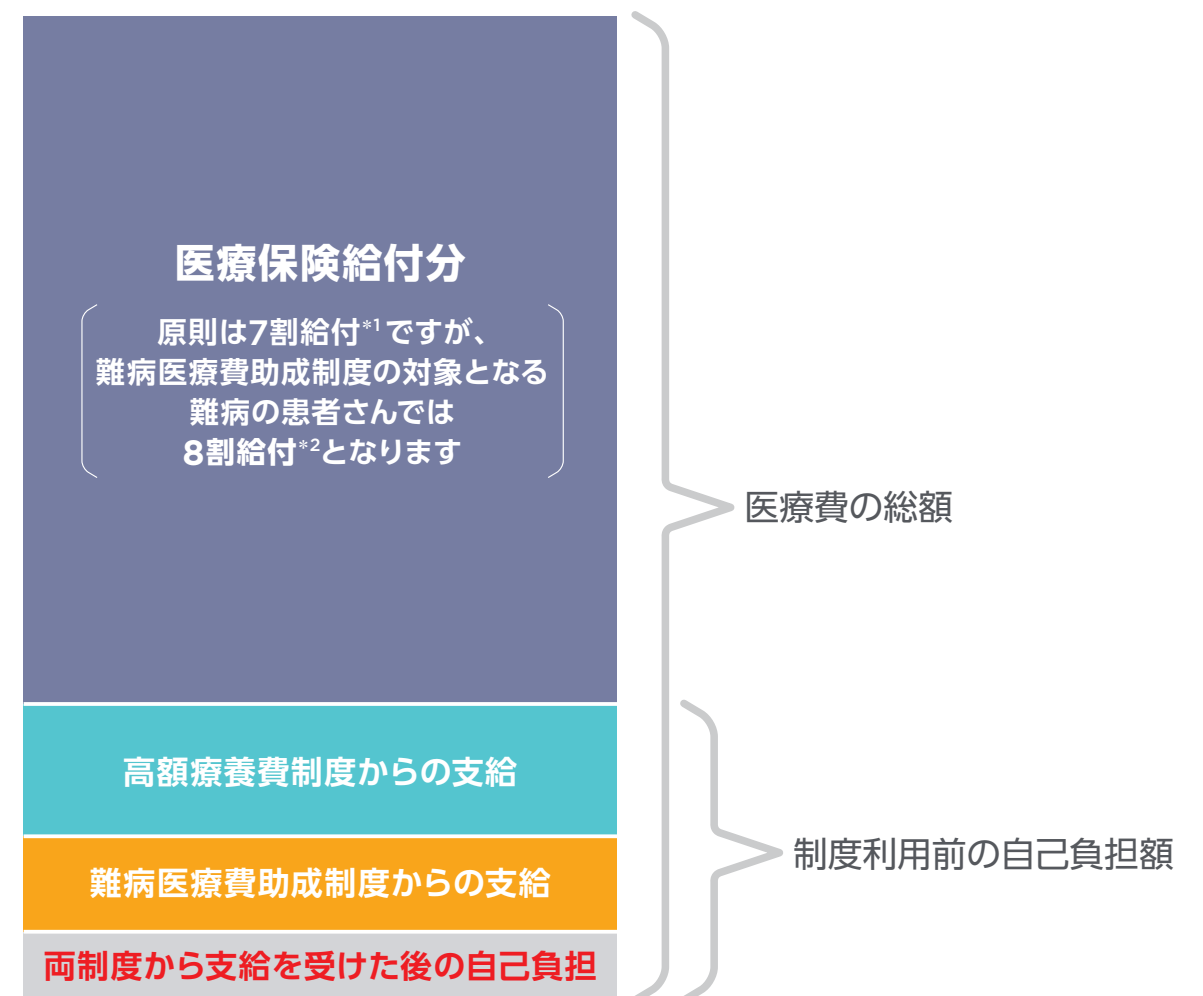 医療保険給付分
原則は7割給付*1ですが、
難病医療費助成制度の対象となる
難病の患者さんでは
8割給付*2となります
医療費の総額
高額療養費制度からの支給
制度利用前の自己負担額
難病医療費助成制度からの支給
両制度から支給を受けた後の自己負担